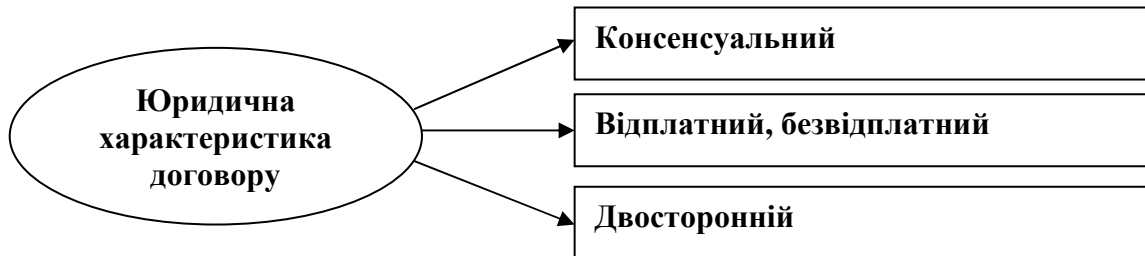 Юридична
характеристика
договору
Консенсуальний
Відплатний, безвідплатний
Двосторонній